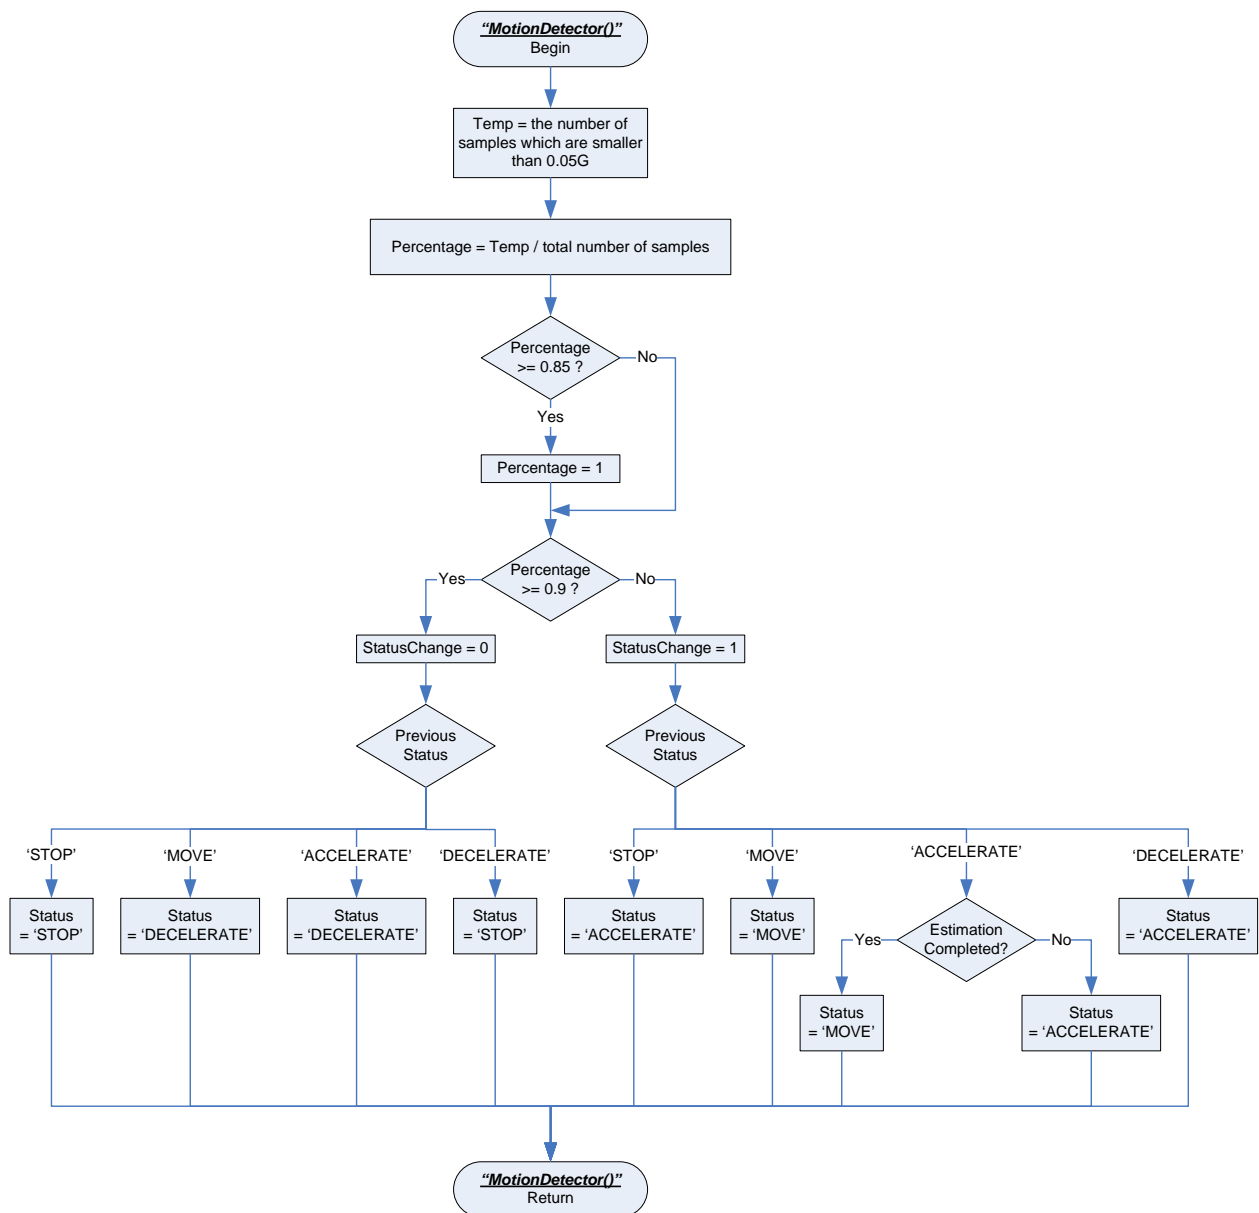 “MotionDetector()”
Begin
Temp = the number of
samples which are smaller
than 0.05G
Percentage = Temp / total number of samples
Percentage
>= 0.85 ?
No
Yes
Percentage = 1
Percentage
>= 0.9 ?
Yes
No
StatusChange = 0
StatusChange = 1
Previous
Status
Previous
Status
‘STOP’
‘MOVE’
‘ACCELERATE’
‘DECELERATE’
‘STOP’
‘MOVE’
‘ACCELERATE’
‘DECELERATE’
Status
= ‘STOP’
Status
= ‘DECELERATE’
Status
= ‘DECELERATE’
Status
= ‘STOP’
Status
= ‘ACCELERATE’
Status
= ‘MOVE’
Estimation
Completed?
Yes
No
Status
= ‘ACCELERATE’
Status
= ‘MOVE’
Status
= ‘ACCELERATE’
“MotionDetector()”
Return